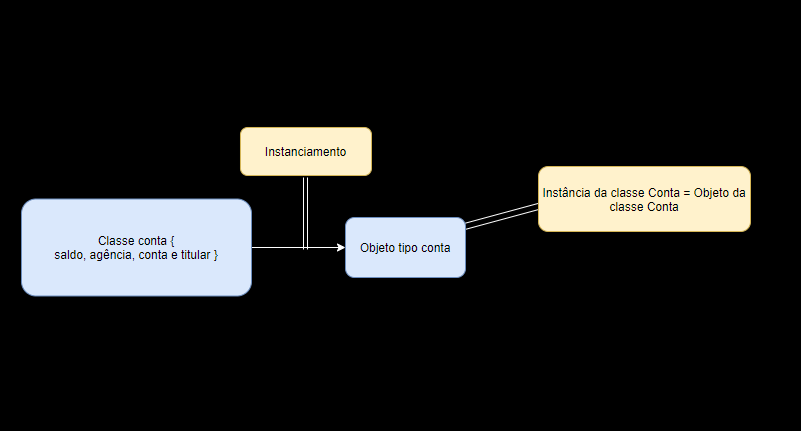 Instanciamento
Classe conta {
saldo, agência, conta e titular }
Objeto tipo conta
Instância da classe Conta = Objeto da
classe Conta